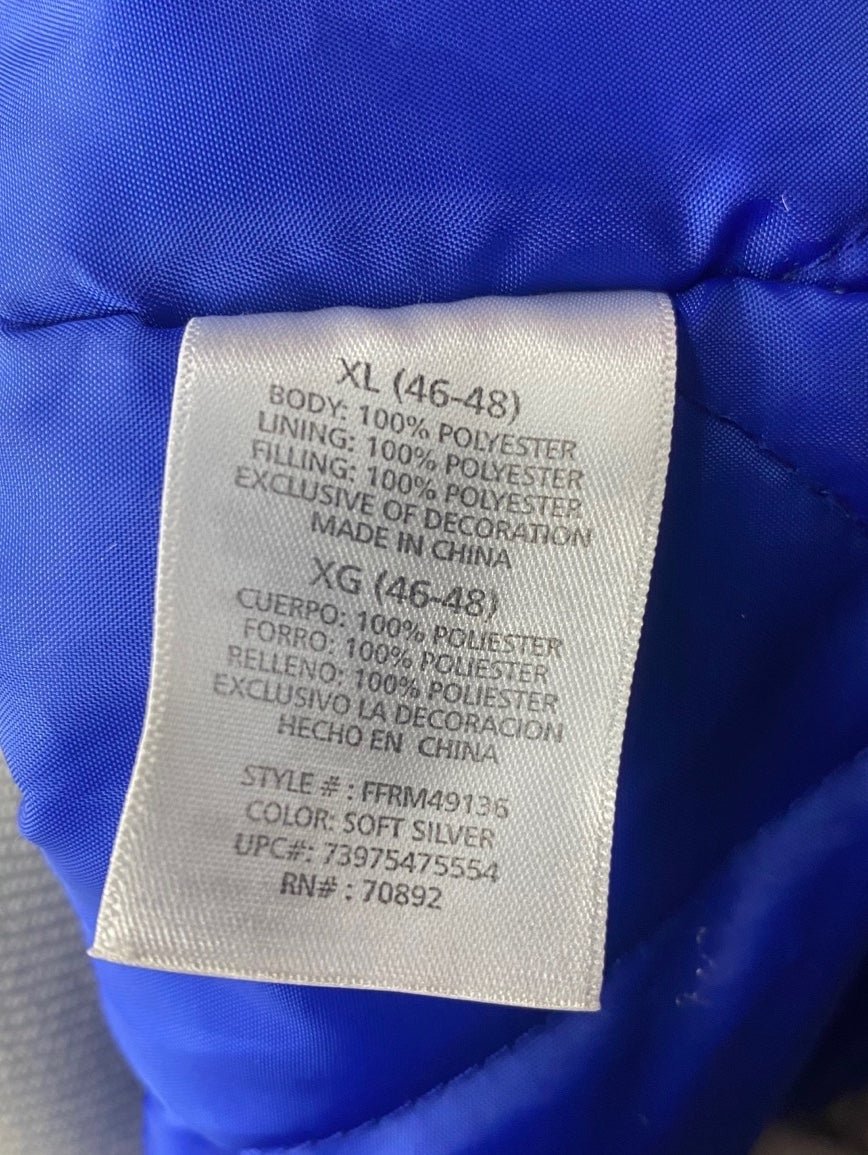 XL (46-48)
BODY: 100% POLYESTER
LINING: 100% POLYESTER
FILLING: 100% POLYESTER
EXCLUSIVE OF DECORATION
MADE IN CHINA
XG (46-48)
CUERPO: 100% POLIESTER
FORRO: 100% POLIESTER
RELLENO: 100% POLIESTER
EXCLUSIVO LA DECORACION
HECHO EN CHINA
STYLE # : FFRM49136
COLOR: SOFT SILVER
UPC#: 73975475554
RN# : 70892